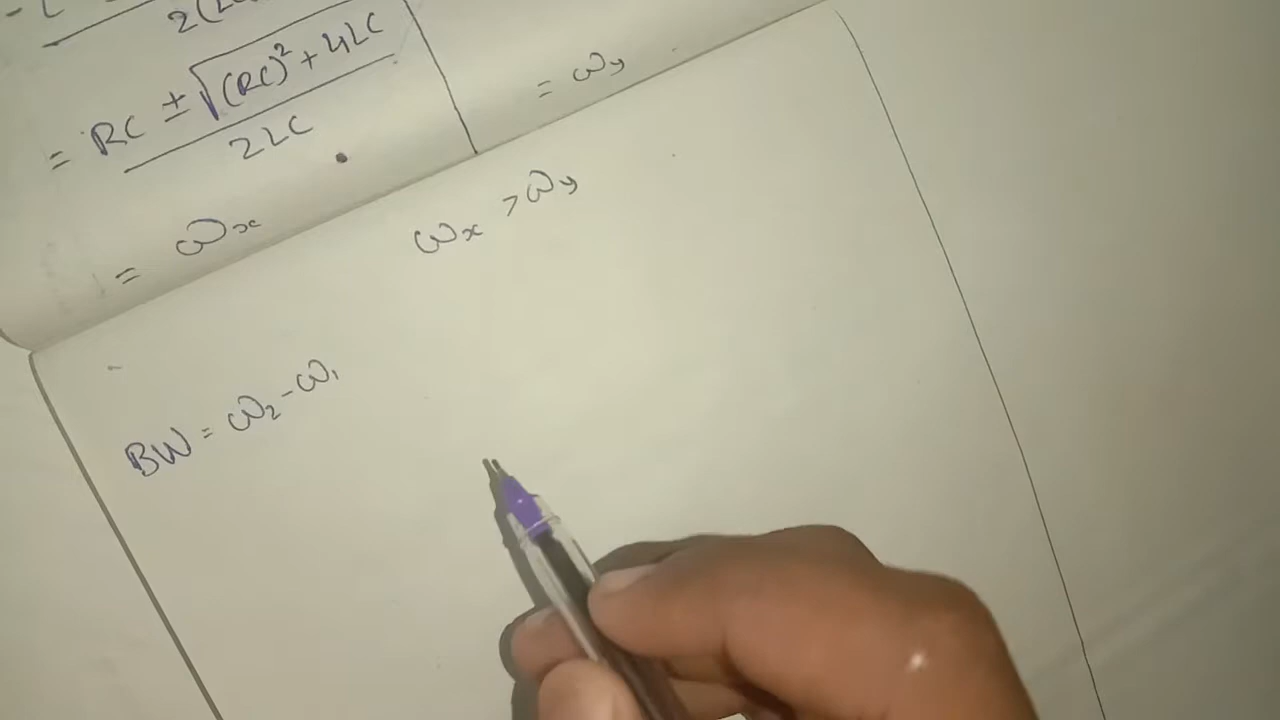 2(L
= RC ± √(RC)² + 4LC
2LC
= ωx
= ωy
ωx > ωy
BW = ω₂ - ω₁